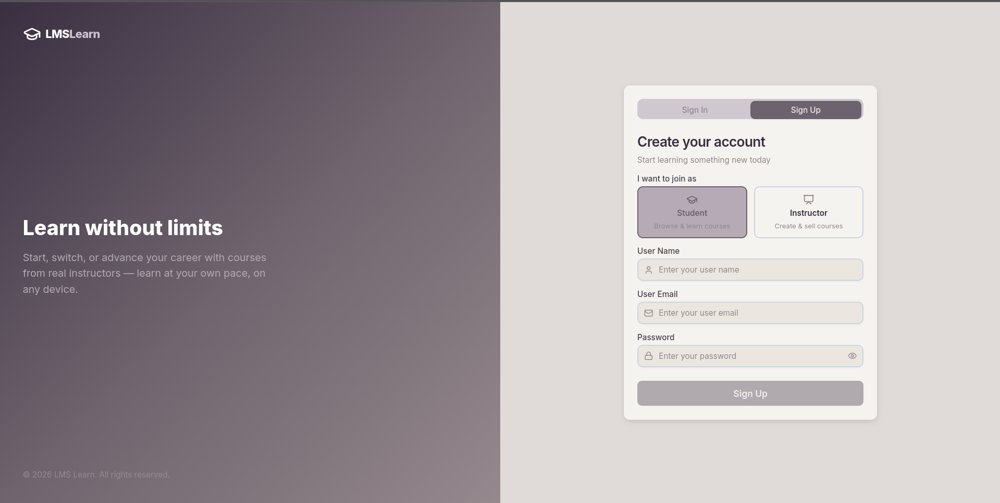 LMSLearn
Learn without limits
Start, switch, or advance your career with courses
from real instructors — learn at your own pace, on
any device.
© 2026 LMS Learn. All rights reserved.
Sign In
Sign Up
Create your account
Start learning something new today
I want to join as
Student
Browse & learn courses
Instructor
Create & sell courses
User Name
Enter your user name
User Email
Enter your user email
Password
Enter your password
Sign Up